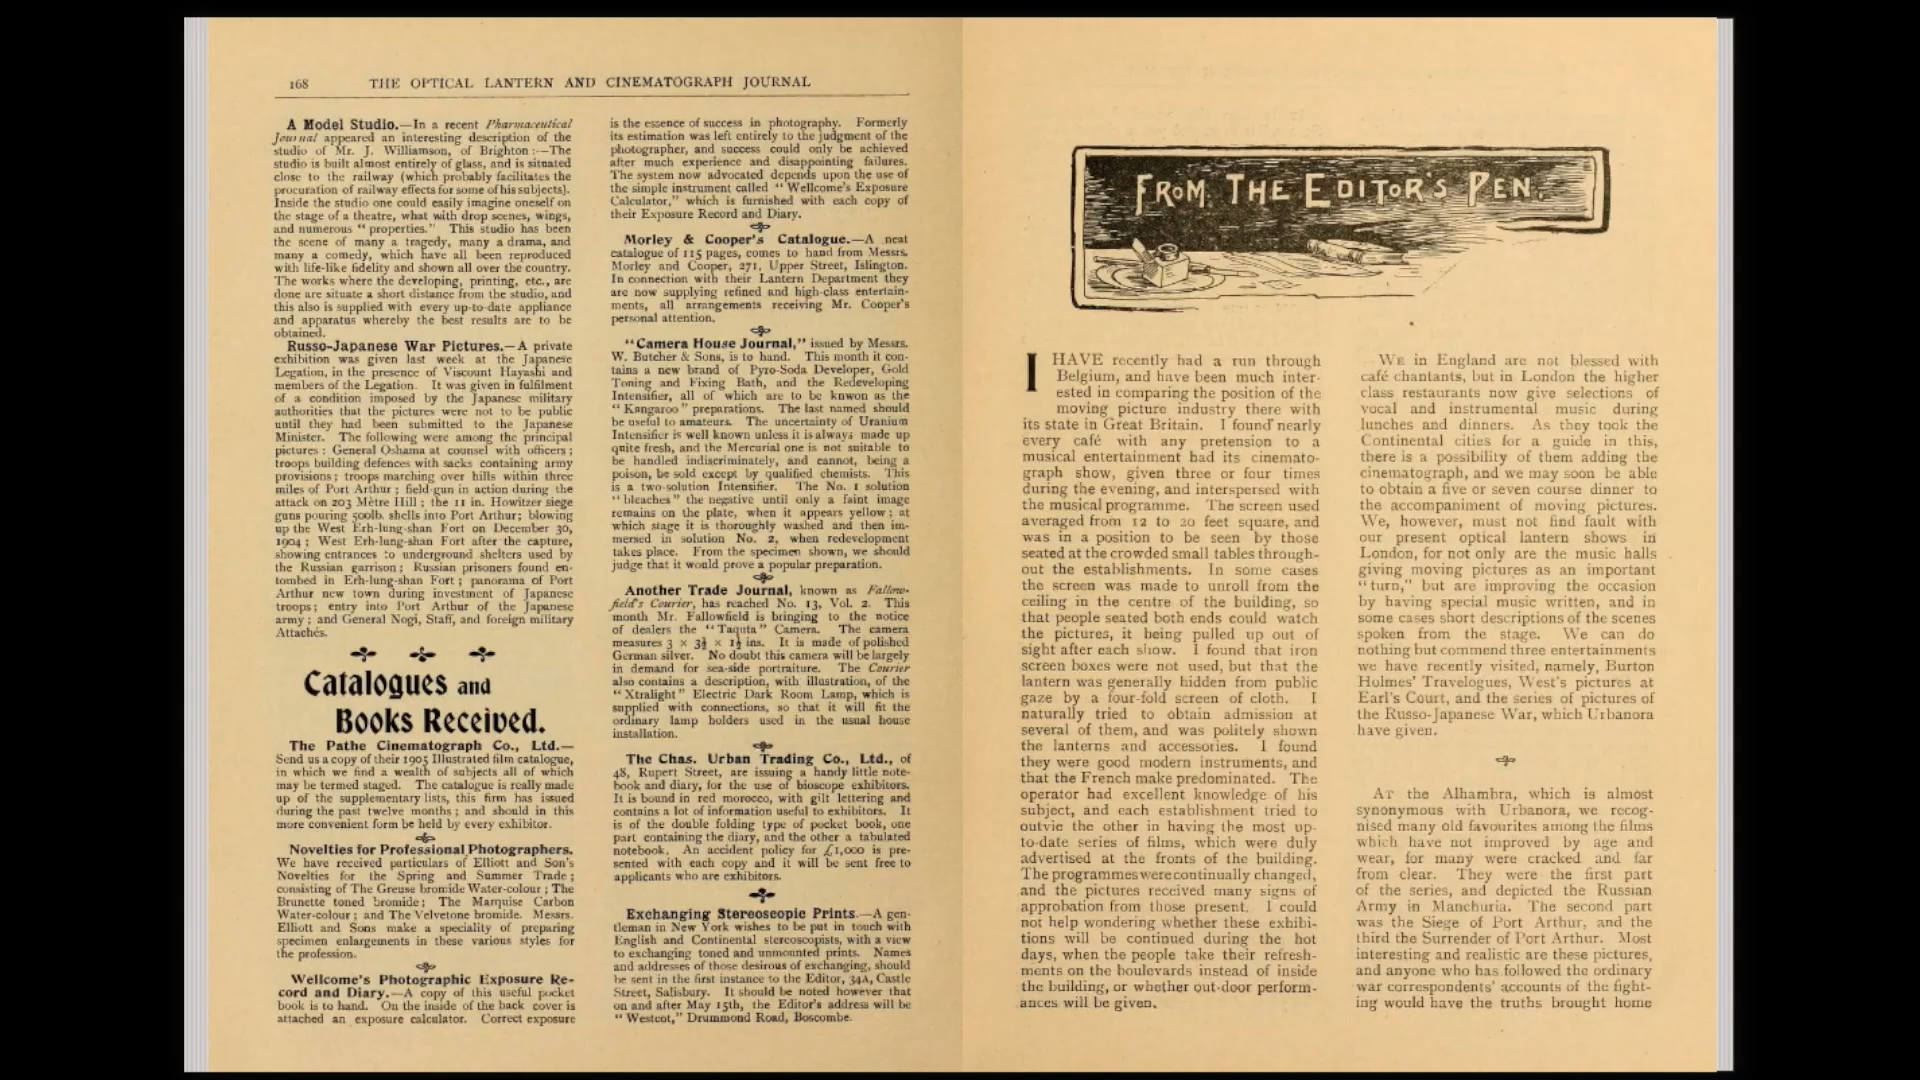 168 THE OPTICAL LANTERN AND CINEMATOGRAPH JOURNAL
A Model Studio.—In a recent Pharmaceutical
Journal appeared an interesting description of the
studio of Mr. J. Williamson, of Brighton :—The
studio is built almost entirely of glass, and is situated
close to the railway (which probably facilitates the
procuration of railway effects for some of his subjects).
Inside the studio one could easily imagine oneself on
the stage of a theatre, what with drop scenes, wings,
and numerous “ properties.” This studio has been
the scene of many a tragedy, many a drama, and
many a comedy, which have all been reproduced
with life-like fidelity and shown all over the country.
The works where the developing, printing, etc., are
done are situate a short distance from the studio, and
this also is supplied with every up-to-date appliance
and apparatus whereby the best results are to be
obtained.
Russo-Japanese War Pictures.—A private
exhibition was given last week at the Japanese
Legation, in the presence of Viscount Hayashi and
members of the Legation. It was given in fulfilment
of a condition imposed by the Japanese military
authorities that the pictures were not to be public
until they had been submitted to the Japanese
Minister. The following were among the principal
pictures : General Oshama at counsel with officers ;
troops building defences with sacks containing army
provisions ; troops marching over hills within three
miles of Port Arthur ; field-gun in action during the
attack on 203 Mètre Hill ; the 11 in. Howitzer siege
guns pouring 500lb. shells into Port Arthur; blowing
up the West Erh-lung-shan Fort on December 30,
1904 ; West Erh-lung-shan Fort after the capture,
showing entrances to underground shelters used by
the Russian garrison ; Russian prisoners found en-
tombed in Erh-lung-shan Fort ; panorama of Port
Arthur new town during investment of Japanese
troops; entry into Port Arthur of the Japanese
army ; and General Nogi, Staff, and foreign military
Attachés.
Catalogues and
Books Received.
The Pathe Cinematograph Co., Ltd.—
Send us a copy of their 1905 Illustrated film catalogue,
in which we find a wealth of subjects all of which
may be termed staged. The catalogue is really made
up of the supplementary lists, this firm has issued
during the past twelve months ; and should in this
more convenient form be held by every exhibitor.
Novelties for Professional Photographers.
We have received particulars of Elliott and Son's
Novelties for the Spring and Summer Trade ;
consisting of The Greuse bromide Water-colour ; The
Brunette toned bromide; The Marquise Carbon
Water-colour ; and The Velvetone bromide. Messrs.
Elliott and Sons make a speciality of preparing
specimen enlargements in these various styles for
the profession.
Wellcome's Photographic Exposure Re-
cord and Diary.—A copy of this useful pocket
book is to hand. On the inside of the back cover is
attached an exposure calculator. Correct exposure
is the essence of success in photography. Formerly
its estimation was left entirely to the judgment of the
photographer, and success could only be achieved
after much experience and disappointing failures.
The system now advocated depends upon the use of
the simple instrument called “ Wellcome's Exposure
Calculator,” which is furnished with each copy of
their Exposure Record and Diary.
Morley & Cooper's Catalogue.—A neat
catalogue of 115 pages, comes to hand from Messrs.
Morley and Cooper, 271, Upper Street, Islington.
In connection with their Lantern Department they
are now supplying refined and high-class entertain-
ments, all arrangements receiving Mr. Cooper's
personal attention.
“Camera House Journal,” issued by Messrs.
W. Butcher & Sons, is to hand. This month it con-
tains a new brand of Pyro-Soda Developer, Gold
Toning and Fixing Bath, and the Redeveloping
Intensifier, all of which are to be knwon as the
“ Kangaroo ” preparations. The last named should
be useful to amateurs. The uncertainty of Uranium
Intensifier is well known unless it is always made up
quite fresh, and the Mercurial one is not suitable to
be handled indiscriminately, and cannot, being a
poison, be sold except by qualified chemists. This
is a two-solution Intensifier. The No. 1 solution
“ bleaches ” the negative until only a faint image
remains on the plate, when it appears yellow ; at
which stage it is thoroughly washed and then im-
mersed in solution No. 2, when redevelopment
takes place. From the specimen shown, we should
judge that it would prove a popular preparation.
Another Trade Journal, known as Fallow-
field's Courier, has reached No. 13, Vol. 2. This
month Mr. Fallowfield is bringing to the notice
of dealers the “Taquta” Camera. The camera
measures 3 × 3½ × 1½ ins. It is made of polished
German silver. No doubt this camera will be largely
in demand for sea-side portraiture. The Courier
also contains a description, with illustration, of the
“ Xtralight ” Electric Dark Room Lamp, which is
supplied with connections, so that it will fit the
ordinary lamp holders used in the usual house
installation.
The Chas. Urban Trading Co., Ltd., of
48, Rupert Street, are issuing a handy little note-
book and diary, for the use of bioscope exhibitors.
It is bound in red morocco, with gilt lettering and
contains a lot of information useful to exhibitors. It
is of the double folding type of pocket book, one
part containing the diary, and the other a tabulated
notebook. An accident policy for £1,000 is pre-
sented with each copy and it will be sent free to
applicants who are exhibitors.
Exchanging Stereoscopic Prints.—A gen-
tleman in New York wishes to be put in touch with
English and Continental stereoscopists, with a view
to exchanging toned and unmounted prints. Names
and addresses of those desirous of exchanging, should
be sent in the first instance to the Editor, 34A, Castle
Street, Salisbury. It should be noted however that
on and after May 15th, the Editor's address will be
“ Westcot,” Drummond Road, Boscombe.
FROM THE EDITOR'S PEN.
I HAVE recently had a run through
Belgium, and have been much inter-
ested in comparing the position of the
moving picture industry there with
its state in Great Britain. I found nearly
every café with any pretension to a
musical entertainment had its cinemato-
graph show, given three or four times
during the evening, and interspersed with
the musical programme. The screen used
averaged from 12 to 20 feet square, and
was in a position to be seen by those
seated at the crowded small tables through-
out the establishments. In some cases
the screen was made to unroll from the
ceiling in the centre of the building, so
that people seated both ends could watch
the pictures, it being pulled up out of
sight after each show. I found that iron
screen boxes were not used, but that the
lantern was generally hidden from public
gaze by a four-fold screen of cloth. I
naturally tried to obtain admission at
several of them, and was politely shown
the lanterns and accessories. I found
they were good modern instruments, and
that the French make predominated. The
operator had excellent knowledge of his
subject, and each establishment tried to
outvie the other in having the most up-
to-date series of films, which were duly
advertised at the fronts of the building.
The programmes were continually changed,
and the pictures received many signs of
approbation from those present. I could
not help wondering whether these exhibi-
tions will be continued during the hot
days, when the people take their refresh-
ments on the boulevards instead of inside
the building, or whether out-door perform-
ances will be given.
WE in England are not blessed with
café chantants, but in London the higher
class restaurants now give selections of
vocal and instrumental music during
lunches and dinners. As they took the
Continental cities for a guide in this,
there is a possibility of them adding the
cinematograph, and we may soon be able
to obtain a five or seven course dinner to
the accompaniment of moving pictures.
We, however, must not find fault with
our present optical lantern shows in
London, for not only are the music halls
giving moving pictures as an important
“ turn,” but are improving the occasion
by having special music written, and in
some cases short descriptions of the scenes
spoken from the stage. We can do
nothing but commend three entertainments
we have recently visited, namely, Burton
Holmes' Travelogues, West's pictures at
Earl's Court, and the series of pictures of
the Russo-Japanese War, which Urbanora
have given.
AT the Alhambra, which is almost
synonymous with Urbanora, we recog-
nised many old favourites among the films
which have not improved by age and
wear, for many were cracked and far
from clear. They were the first part
of the series, and depicted the Russian
Army in Manchuria. The second part
was the Siege of Port Arthur, and the
third the Surrender of Port Arthur. Most
interesting and realistic are these pictures,
and anyone who has followed the ordinary
war correspondents' accounts of the fight-
ing would have the truths brought home